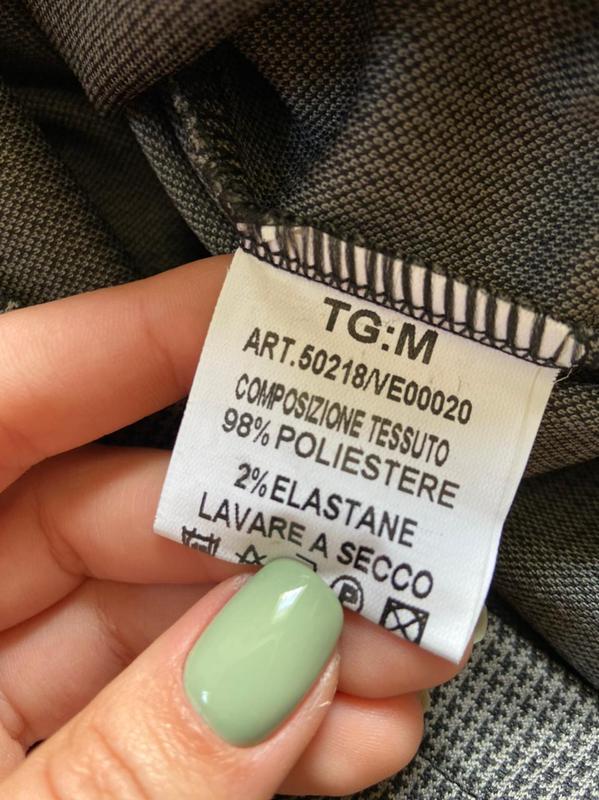 TG:M
ART.50218/VE00020
COMPOSIZIONE TESSUTO
98% POLIESTERE
2% ELASTANE
LAVARE A SECCO
P